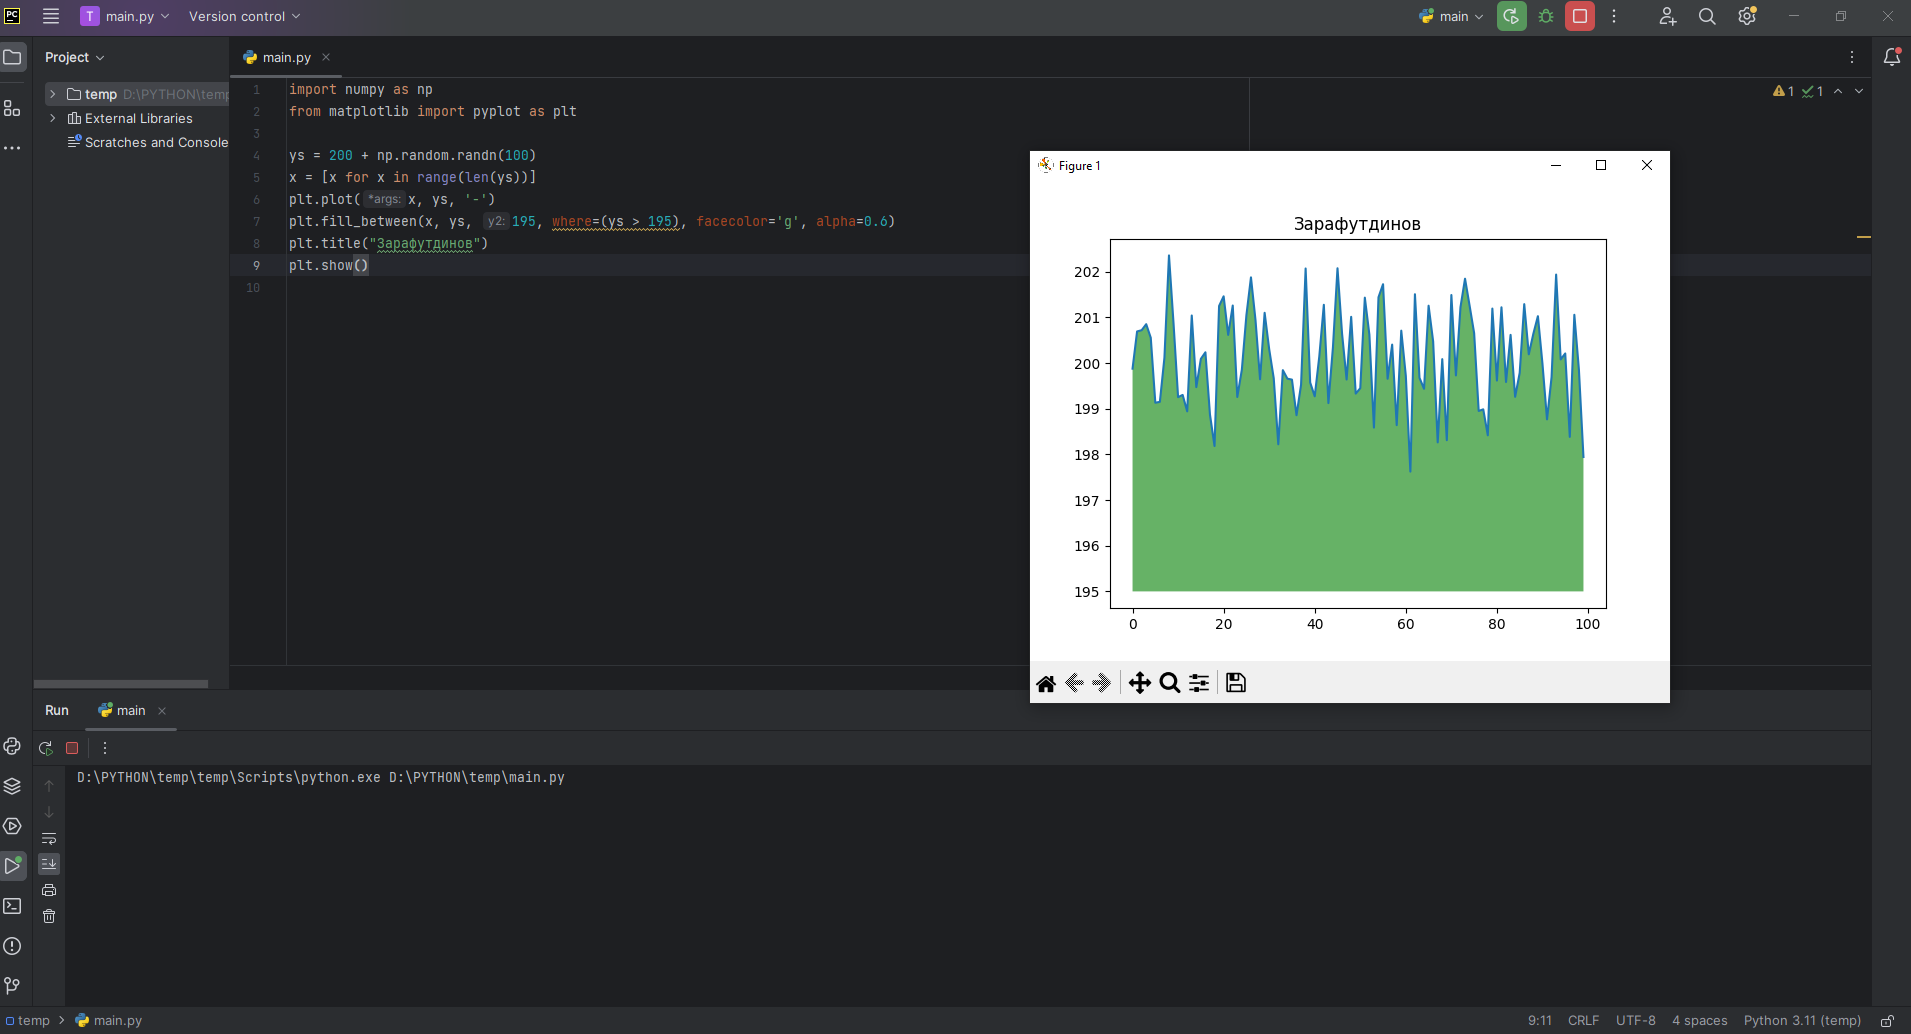 PC T main.py Version control main
Project
main.py
temp D:\PYTHON\temp
External Libraries
Scratches and Console
1 import numpy as np
2 from matplotlib import pyplot as plt
3
4 ys = 200 + np.random.randn(100)
5 x = [x for x in range(len(ys))]
6 plt.plot( *args: x, ys, '-')
7 plt.fill_between(x, ys, y2: 195, where=(ys > 195), facecolor='g', alpha=0.6)
8 plt.title("Зарафутдинов")
9 plt.show()
10
1 1
Figure 1
Зарафутдинов
202
201
200
199
198
197
196
195
0 20 40 60 80 100
Run main
D:\PYTHON\temp\temp\Scripts\python.exe D:\PYTHON\temp\main.py
temp > main.py 9:11 CRLF UTF-8 4 spaces Python 3.11 (temp)